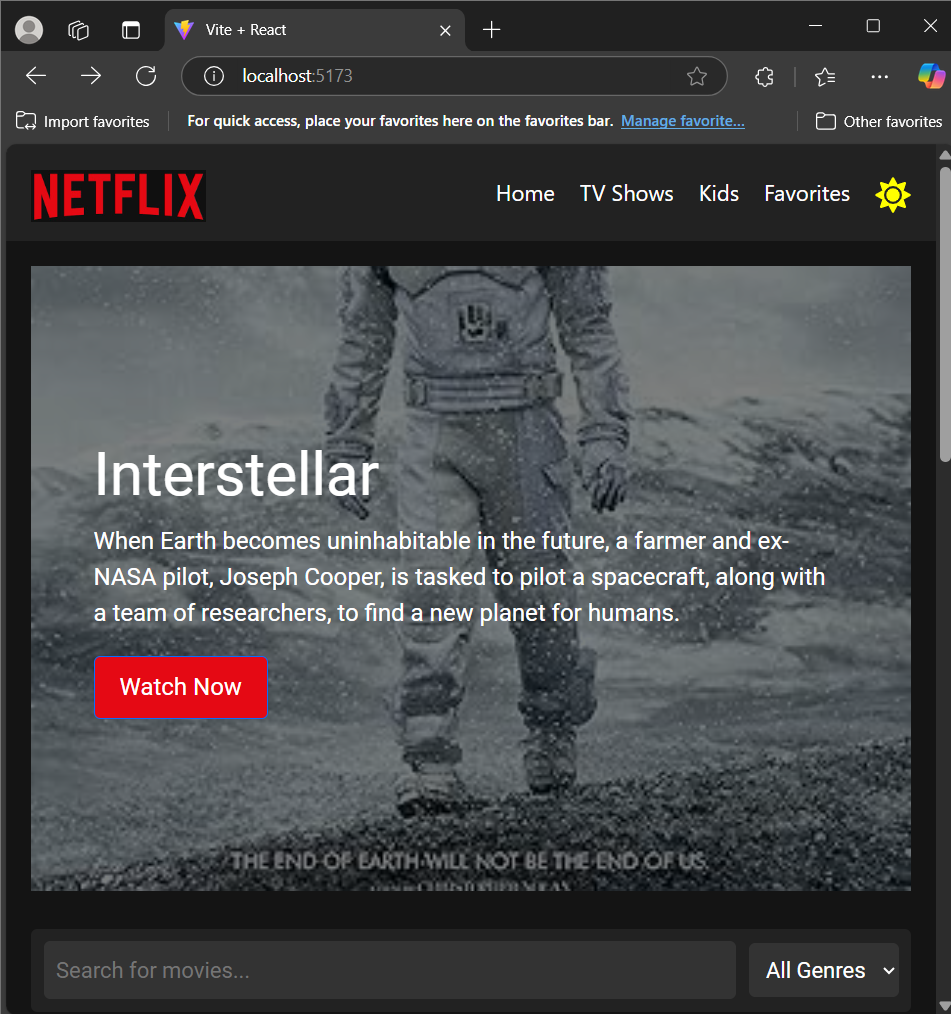 Vite + React
localhost:5173
Import favorites
For quick access, place your favorites here on the favorites bar. Manage favorite...
Other favorites
NETFLIX
Home
TV Shows
Kids
Favorites
Interstellar
When Earth becomes uninhabitable in the future, a farmer and ex-
NASA pilot, Joseph Cooper, is tasked to pilot a spacecraft, along with
a team of researchers, to find a new planet for humans.
Watch Now
THE END OF EARTH WILL NOT BE THE END OF US
Search for movies...
All Genres